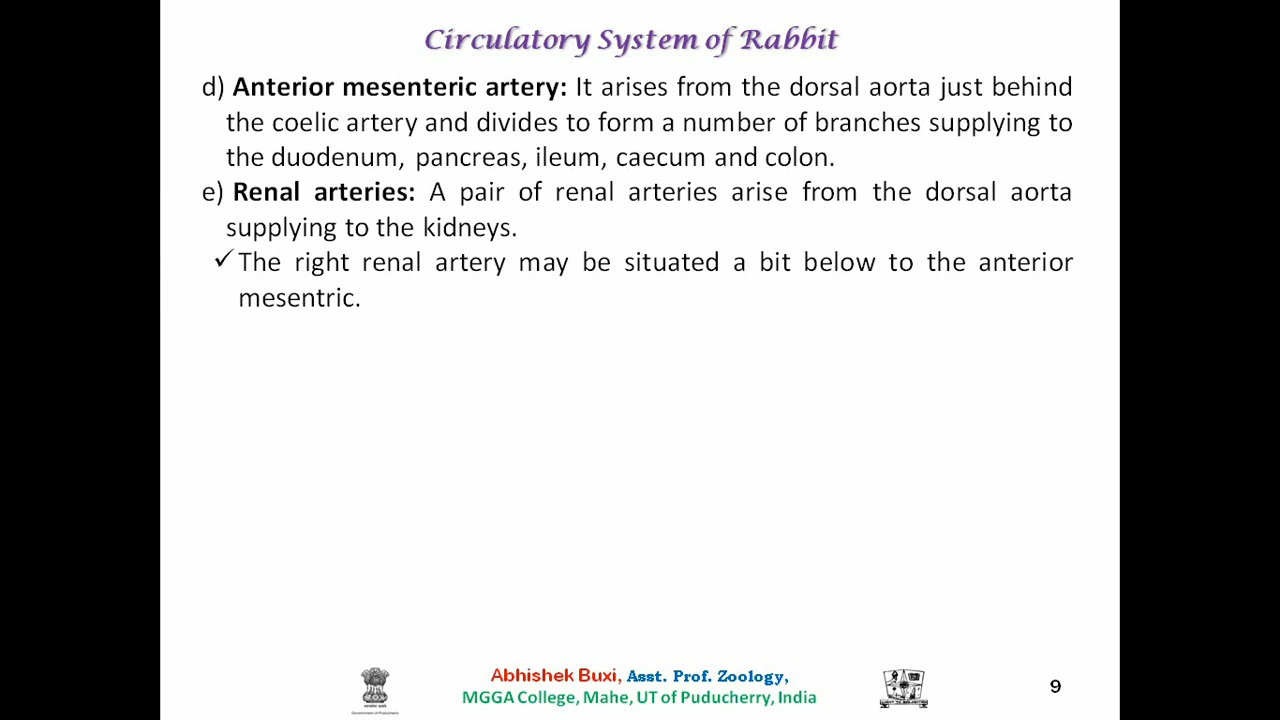 Circulatory System of Rabbit
d) Anterior mesenteric artery: It arises from the dorsal aorta just behind
the coelic artery and divides to form a number of branches supplying to
the duodenum, pancreas, ileum, caecum and colon.
e) Renal arteries: A pair of renal arteries arise from the dorsal aorta
supplying to the kidneys.
✓The right renal artery may be situated a bit below to the anterior
mesentric.
Abhishek Buxi, Asst. Prof. Zoology,
MGGA College, Mahe, UT of Puducherry, India
Government of Puducherry
9